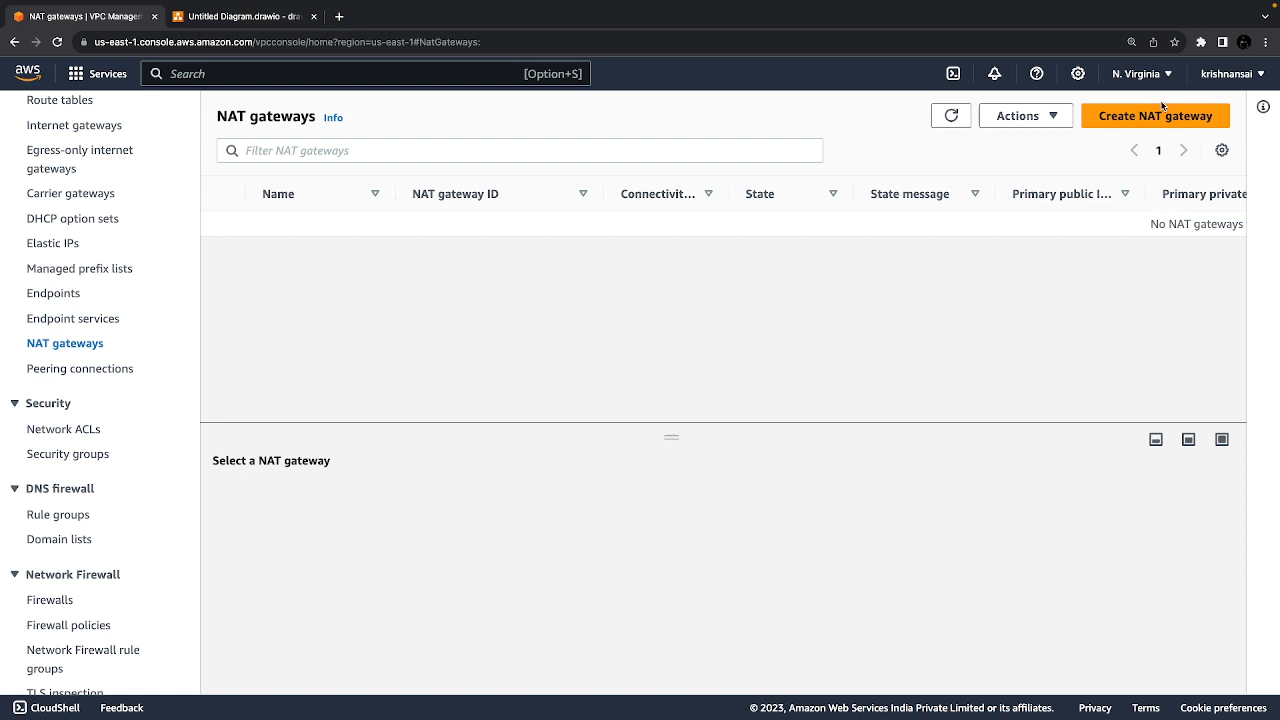 NAT gateways | VPC Manager
Untitled Diagram.drawio - dra
us-east-1.console.aws.amazon.com/vpcconsole/home?region=us-east-1#NatGateways:
aws
Services
Search
[Option+S]
N. Virginia
krishnansai
Route tables
Internet gateways
Egress-only internet
gateways
Carrier gateways
DHCP option sets
Elastic IPs
Managed prefix lists
Endpoints
Endpoint services
NAT gateways
Peering connections
Security
Network ACLs
Security groups
DNS firewall
Rule groups
Domain lists
Network Firewall
Firewalls
Firewall policies
Network Firewall rule
groups
TLS inspection
NAT gateways Info
Actions
Create NAT gateway
Filter NAT gateways
1
Name
NAT gateway ID
Connectivit...
State
State message
Primary public I...
Primary private
No NAT gateways
Select a NAT gateway
CloudShell
Feedback
© 2023, Amazon Web Services India Private Limited or its affiliates.
Privacy
Terms
Cookie preferences